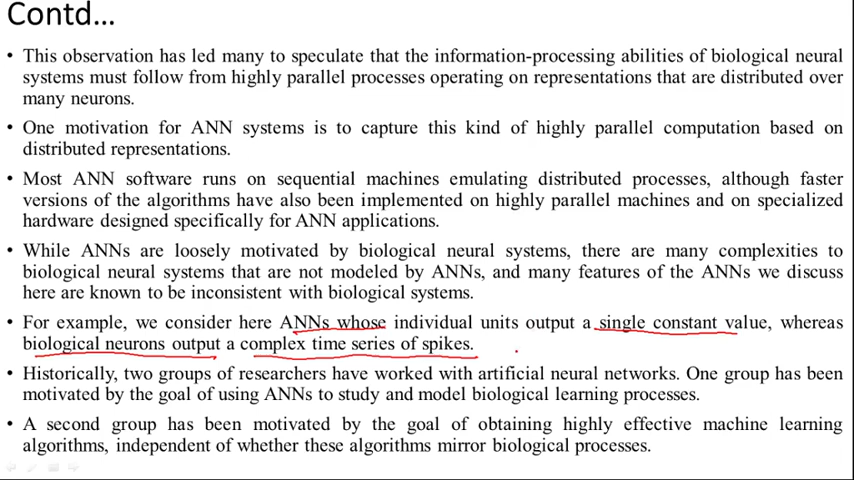 Contd...
• This observation has led many to speculate that the information-processing abilities of biological neural
systems must follow from highly parallel processes operating on representations that are distributed over
many neurons.
• One motivation for ANN systems is to capture this kind of highly parallel computation based on
distributed representations.
• Most ANN software runs on sequential machines emulating distributed processes, although faster
versions of the algorithms have also been implemented on highly parallel machines and on specialized
hardware designed specifically for ANN applications.
• While ANNs are loosely motivated by biological neural systems, there are many complexities to
biological neural systems that are not modeled by ANNs, and many features of the ANNs we discuss
here are known to be inconsistent with biological systems.
• For example, we consider here ANNs whose individual units output a single constant value, whereas
biological neurons output a complex time series of spikes.
• Historically, two groups of researchers have worked with artificial neural networks. One group has been
motivated by the goal of using ANNs to study and model biological learning processes.
• A second group has been motivated by the goal of obtaining highly effective machine learning
algorithms, independent of whether these algorithms mirror biological processes.